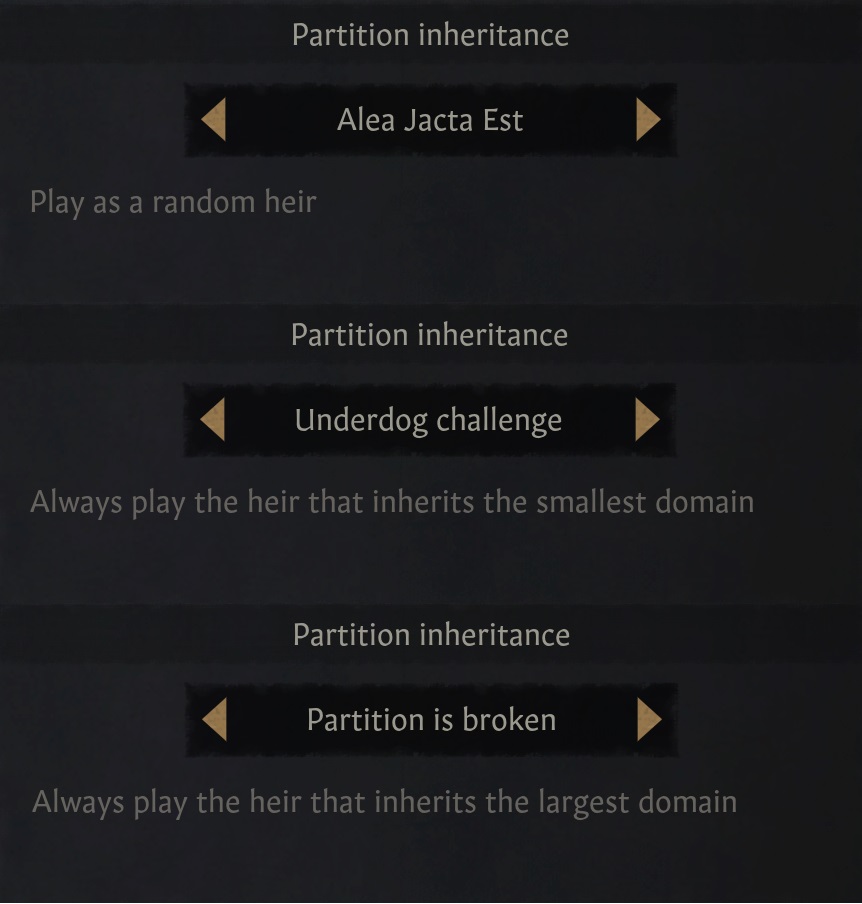 Partition inheritance
Alea Jacta Est
Play as a random heir
Partition inheritance
Underdog challenge
Always play the heir that inherits the smallest domain
Partition inheritance
Partition is broken
Always play the heir that inherits the largest domain